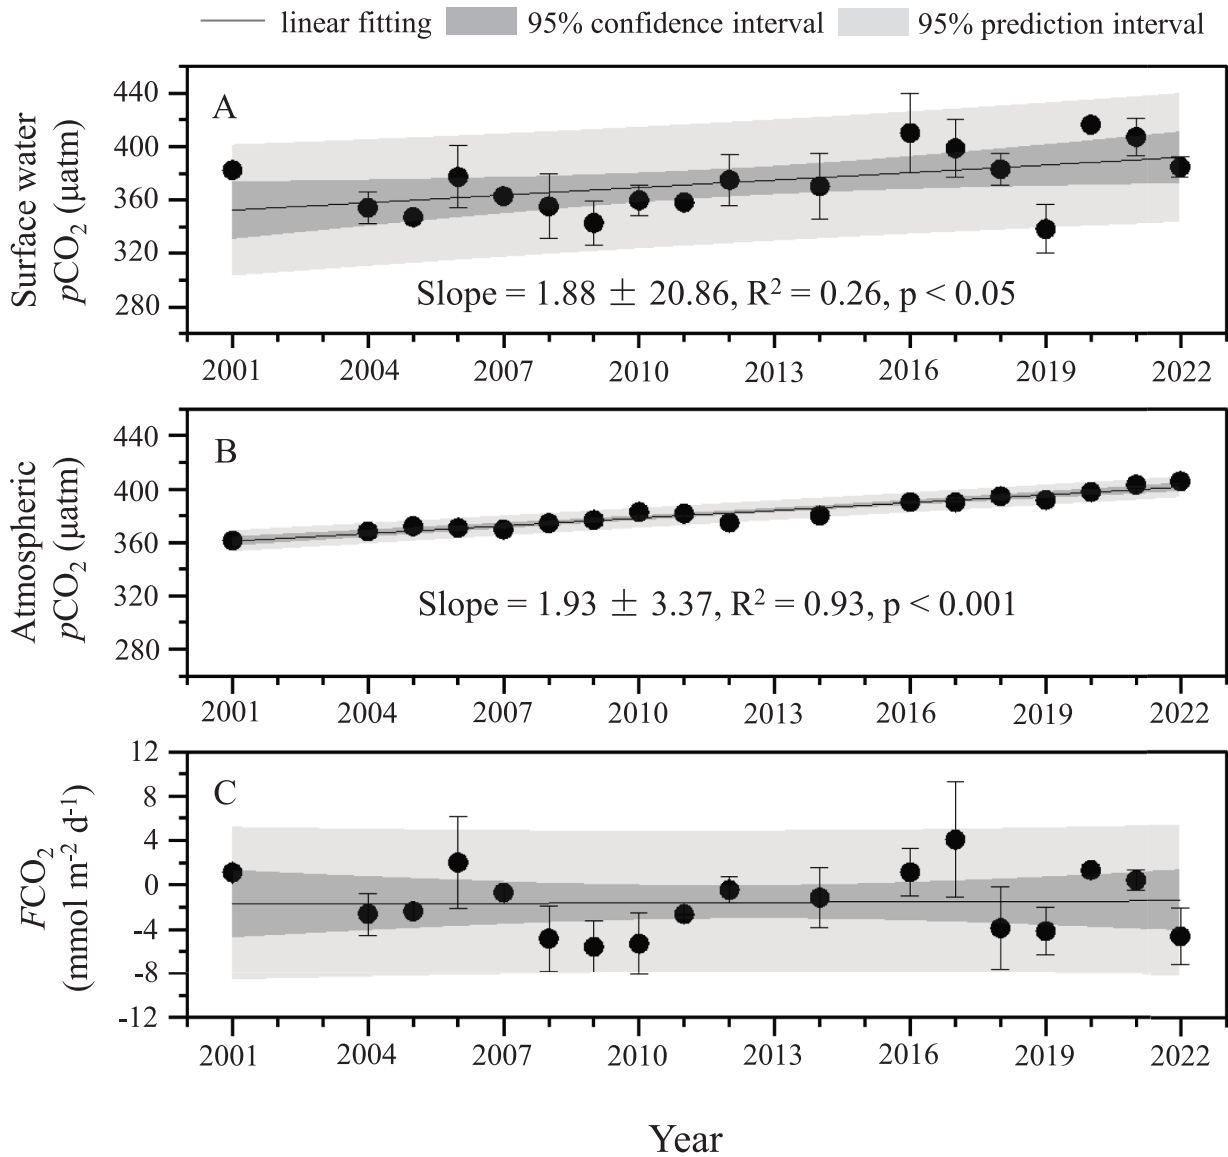 linear fitting 95% confidence interval 95% prediction interval
A
Surface water
pCO₂ (μatm)
440
400
360
320
280
Slope = 1.88 ± 20.86, R² = 0.26, p < 0.05
2001 2004 2007 2010 2013 2016 2019 2022
B
Atmospheric
pCO₂ (μatm)
440
400
360
320
280
Slope = 1.93 ± 3.37, R² = 0.93, p < 0.001
2001 2004 2007 2010 2013 2016 2019 2022
C
FCO₂
(mmol m⁻² d⁻¹)
12
8
4
0
-4
-8
-12
2001 2004 2007 2010 2013 2016 2019 2022
Year